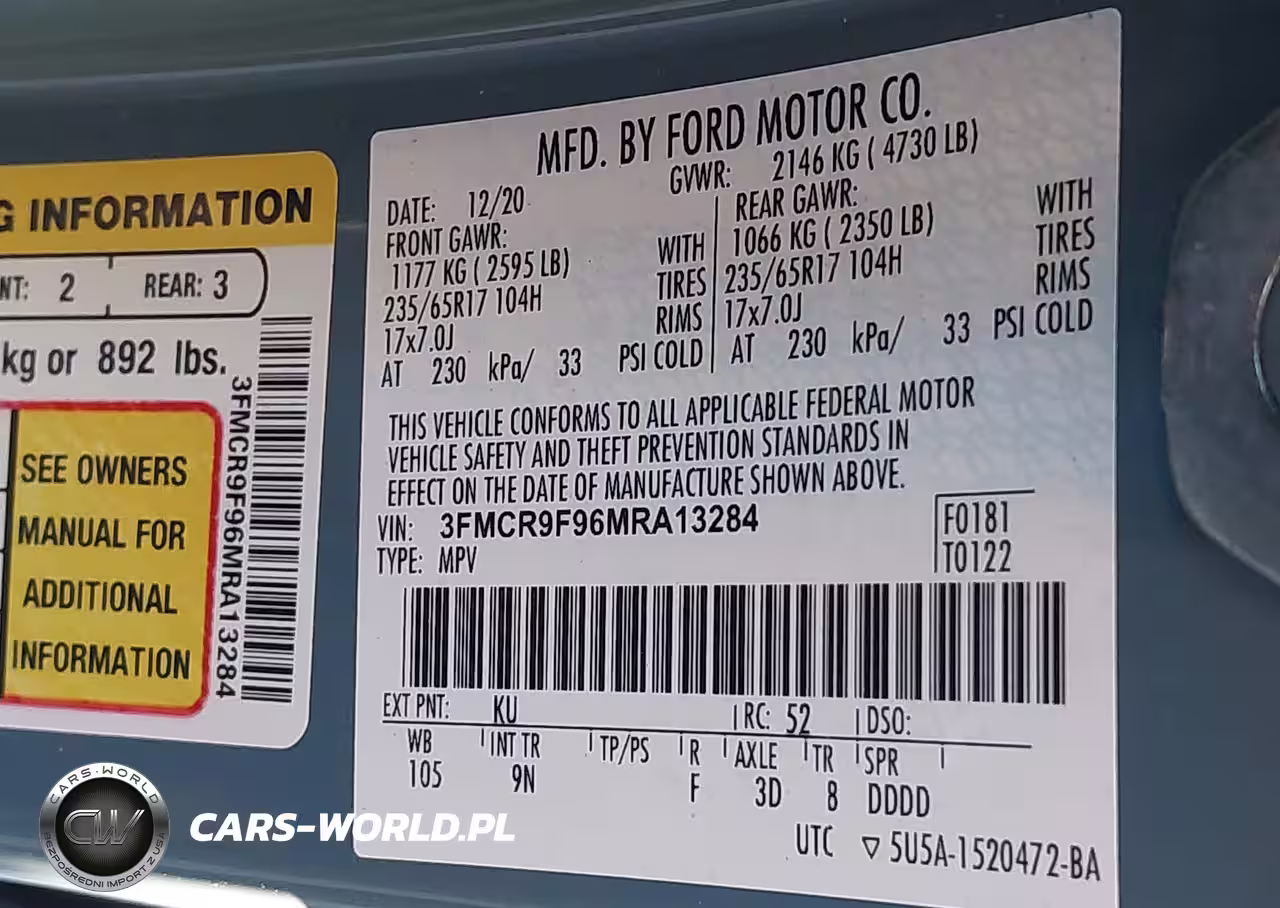 G INFORMATION
NT: 2 REAR: 3
kg or 892 lbs.
SEE OWNERS
MANUAL FOR
ADDITIONAL
INFORMATION
3FMCR9F96MRA13284
MFD. BY FORD MOTOR CO.
DATE: 12/20 GVWR: 2146 KG ( 4730 LB)
FRONT GAWR: REAR GAWR:
1177 KG ( 2595 LB) WITH 1066 KG ( 2350 LB) WITH
235/65R17 104H TIRES 235/65R17 104H TIRES
17x7.0J RIMS 17x7.0J RIMS
AT 230 kPa/ 33 PSI COLD AT 230 kPa/ 33 PSI COLD
THIS VEHICLE CONFORMS TO ALL APPLICABLE FEDERAL MOTOR
VEHICLE SAFETY AND THEFT PREVENTION STANDARDS IN
EFFECT ON THE DATE OF MANUFACTURE SHOWN ABOVE.
VIN: 3FMCR9F96MRA13284 F0181
TYPE: MPV T0122
EXT PNT: KU RC: 52 DSO:
WB INT TR TP/PS R AXLE TR SPR
105 9N F 3D 8 DDDD
UTC ▽ 5U5A-1520472-BA
CARS-WORLD
CW
BEZPOŚREDNI IMPORT Z USA
CARS-WORLD.PL